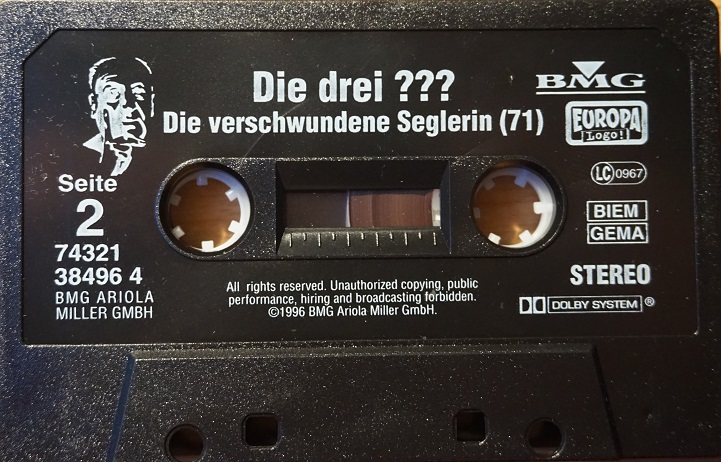 Die drei ???
Die verschwundene Seglerin (71)
BMG
EUROPA
Logo!
LC 0967
BIEM
GEMA
STEREO
DOLBY SYSTEM ®
Seite
2
74321
38496 4
BMG ARIOLA
MILLER GMBH
All rights reserved. Unauthorized copying, public
performance, hiring and broadcasting forbidden.
©1996 BMG Ariola Miller GmbH.